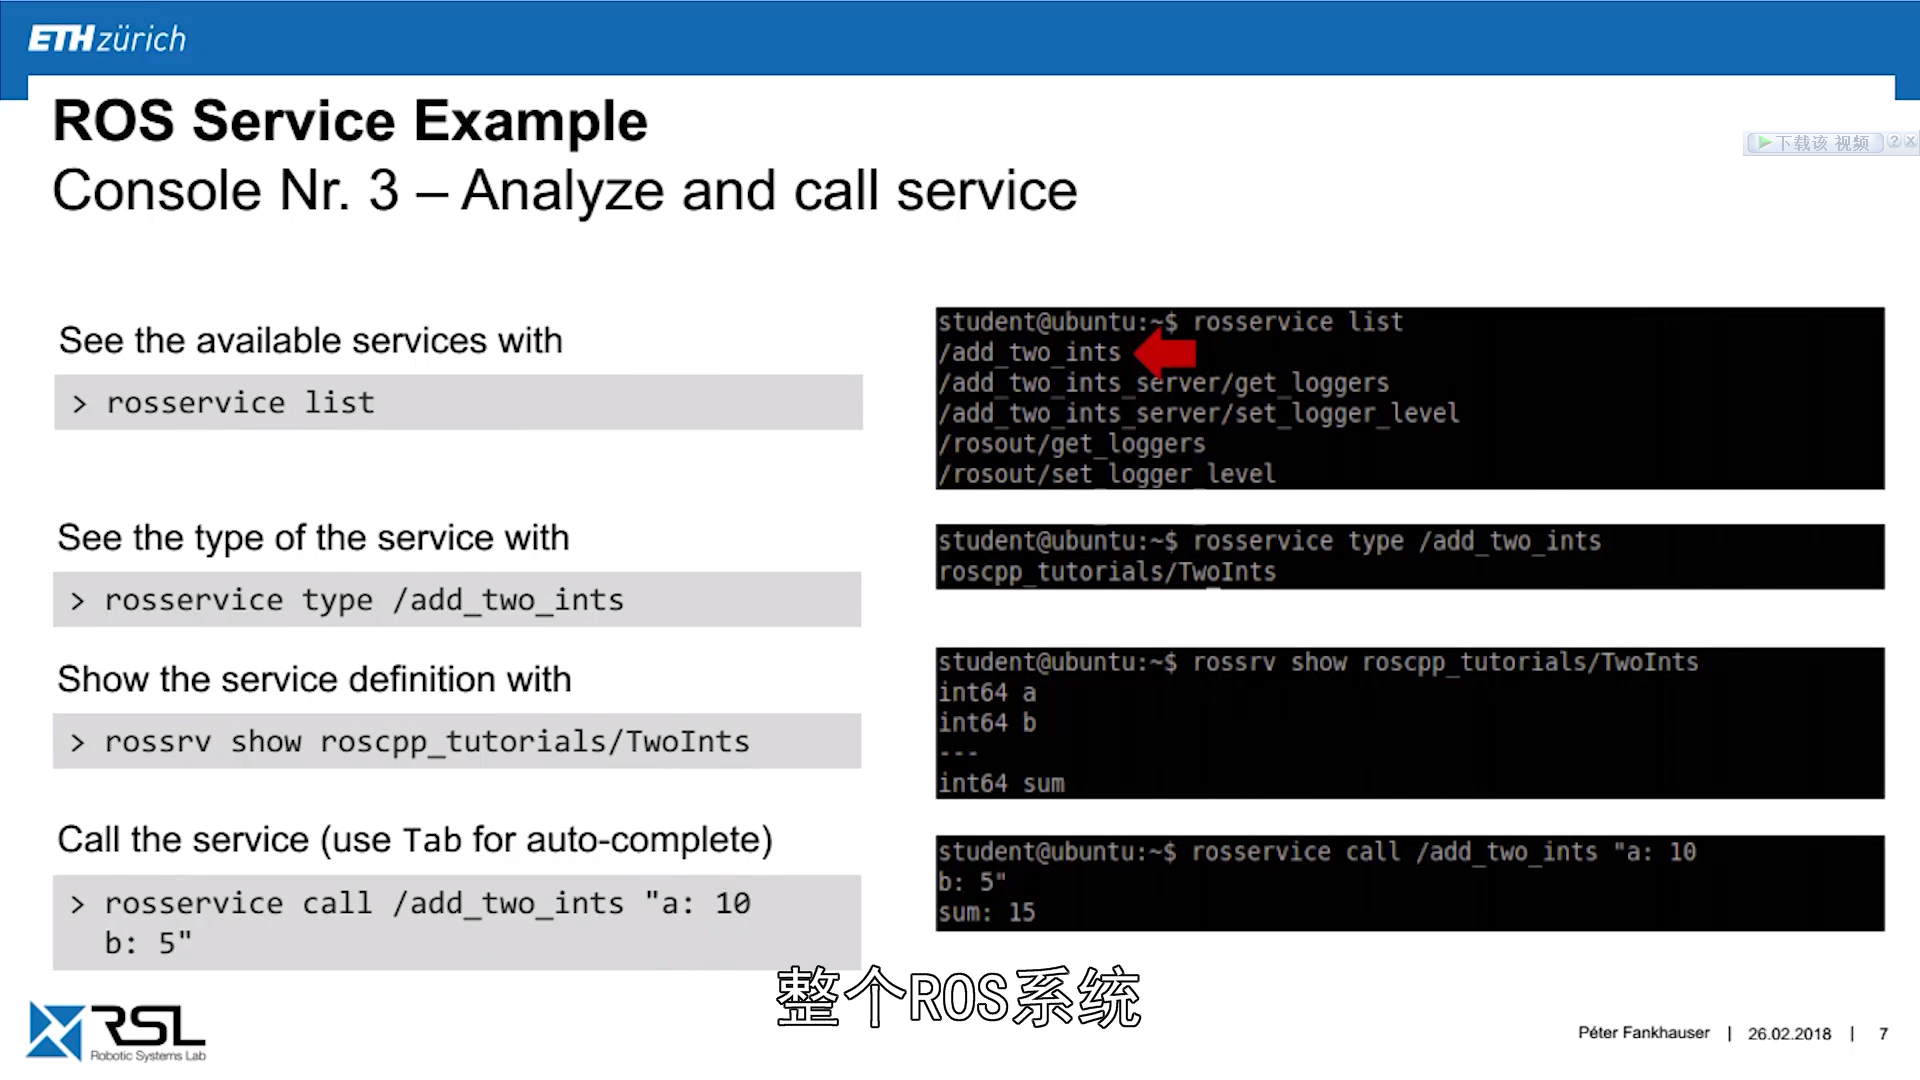 ETH zürich
ROS Service Example
Console Nr. 3 – Analyze and call service
下载该 视频 ? x
See the available services with
> rosservice list
student@ubuntu:~$ rosservice list
/add_two_ints
/add_two_ints_server/get_loggers
/add_two_ints_server/set_logger_level
/rosout/get_loggers
/rosout/set_logger_level
See the type of the service with
> rosservice type /add_two_ints
student@ubuntu:~$ rosservice type /add_two_ints
roscpp_tutorials/TwoInts
Show the service definition with
> rossrv show roscpp_tutorials/TwoInts
student@ubuntu:~$ rossrv show roscpp_tutorials/TwoInts
int64 a
int64 b
---
int64 sum
Call the service (use Tab for auto-complete)
> rosservice call /add_two_ints "a: 10
b: 5"
student@ubuntu:~$ rosservice call /add_two_ints "a: 10
b: 5"
sum: 15
整个ROS系统
RSL
Robotic Systems Lab
Péter Fankhauser | 26.02.2018 | 7